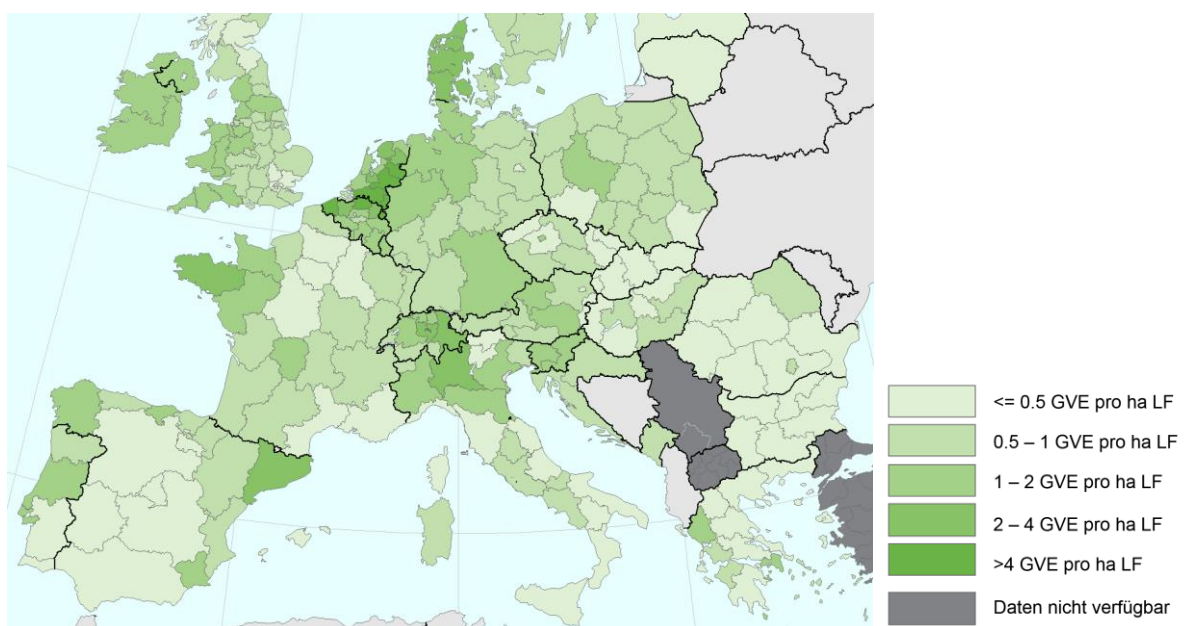 <= 0.5 GVE pro ha LF
0.5 – 1 GVE pro ha LF
1 – 2 GVE pro ha LF
2 – 4 GVE pro ha LF
>4 GVE pro ha LF
Daten nicht verfügbar